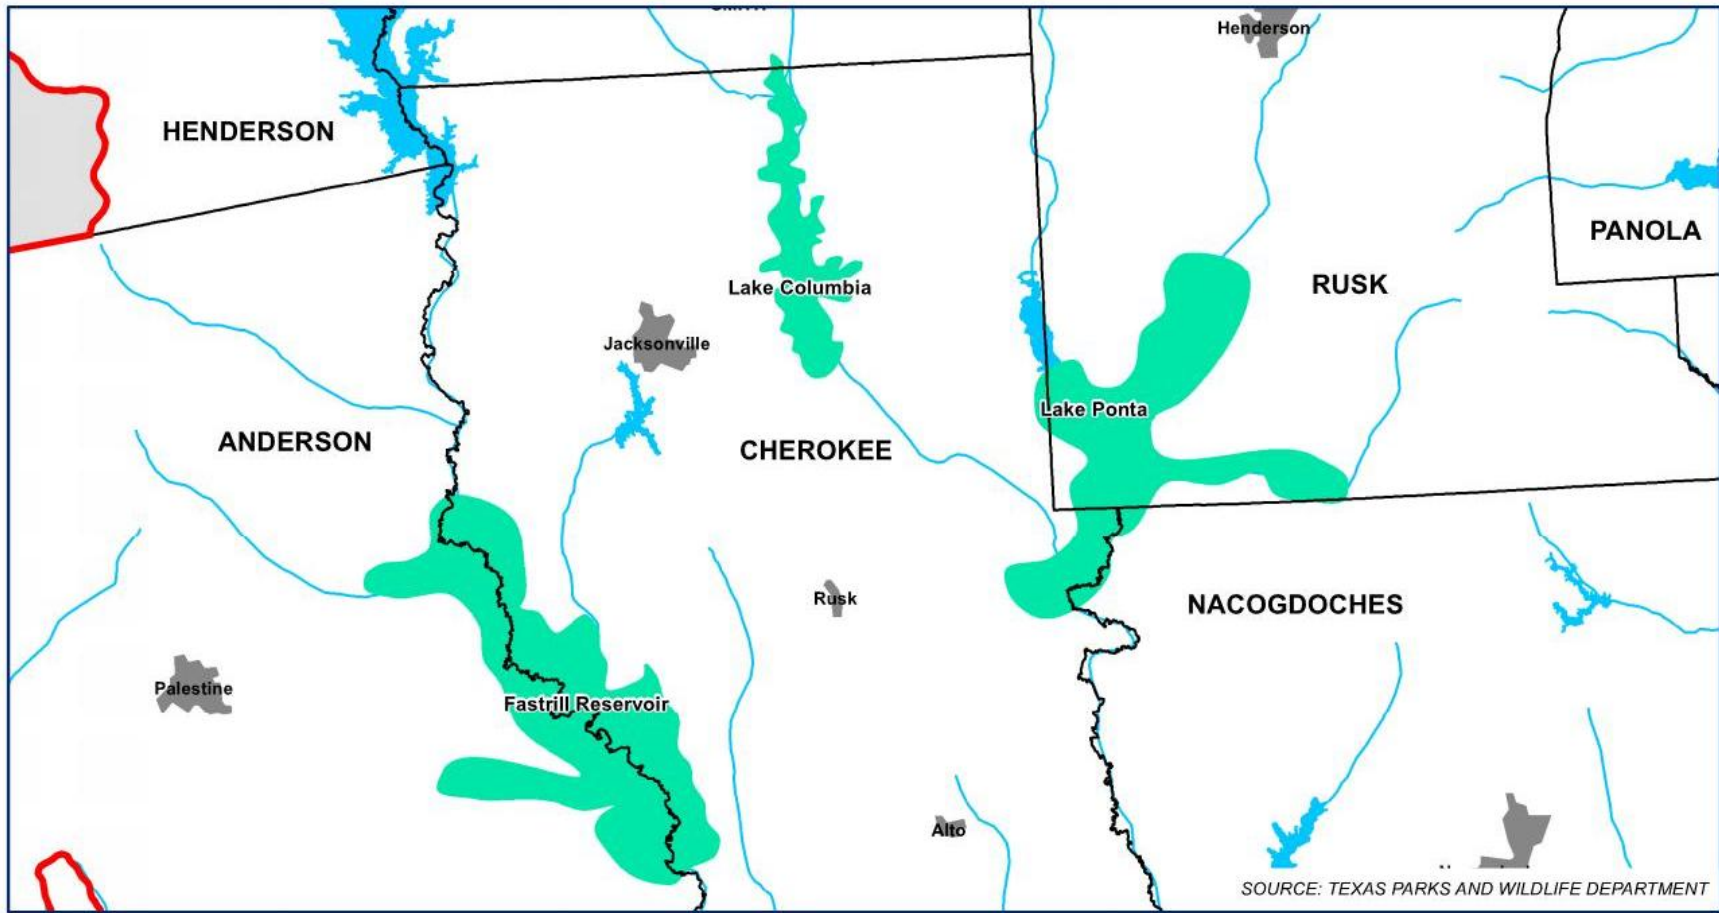 Henderson
HENDERSON
PANOLA
RUSK
Lake Columbia
Jacksonville
Lake Ponta
ANDERSON
CHEROKEE
Rusk
NACOGDOCHES
Palestine
Fastrill Reservoir
Alto
SOURCE: TEXAS PARKS AND WILDLIFE DEPARTMENT